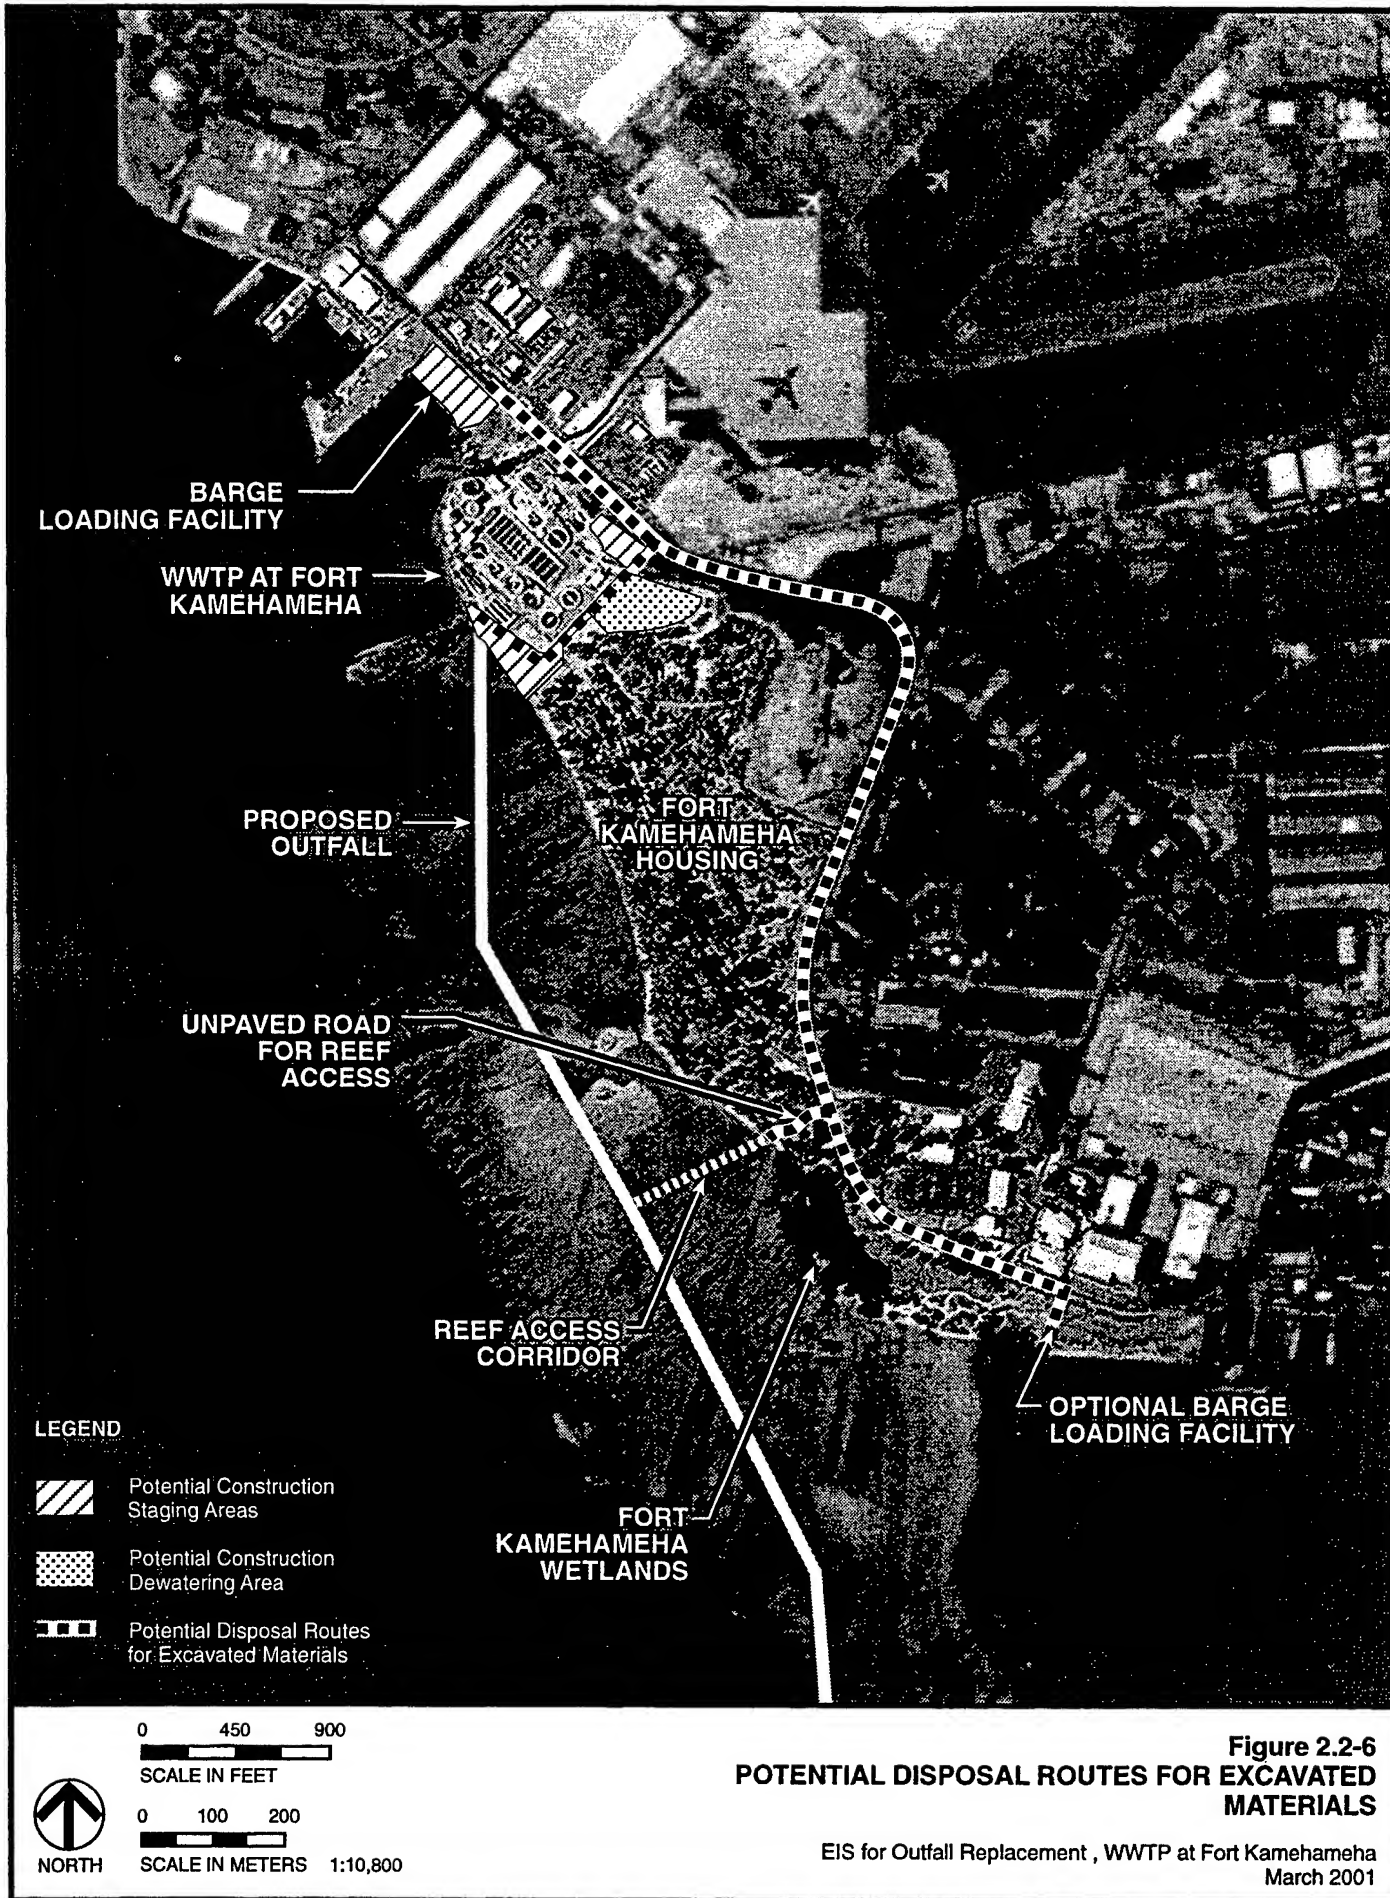 BARGE
LOADING FACILITY
WWTP AT FORT
KAMEHAMEHA
PROPOSED
OUTFALL
FORT
KAMEHAMEHA
HOUSING
UNPAVED ROAD
FOR REEF
ACCESS
REEF ACCESS
CORRIDOR
OPTIONAL BARGE
LOADING FACILITY
FORT
KAMEHAMEHA
WETLANDS
LEGEND
Potential Construction
Staging Areas
Potential Construction
Dewatering Area
Potential Disposal Routes
for Excavated Materials
0 450 900
SCALE IN FEET
0 100 200
SCALE IN METERS 1:10,800
NORTH
Figure 2.2-6
POTENTIAL DISPOSAL ROUTES FOR EXCAVATED
MATERIALS
EIS for Outfall Replacement , WWTP at Fort Kamehameha
March 2001